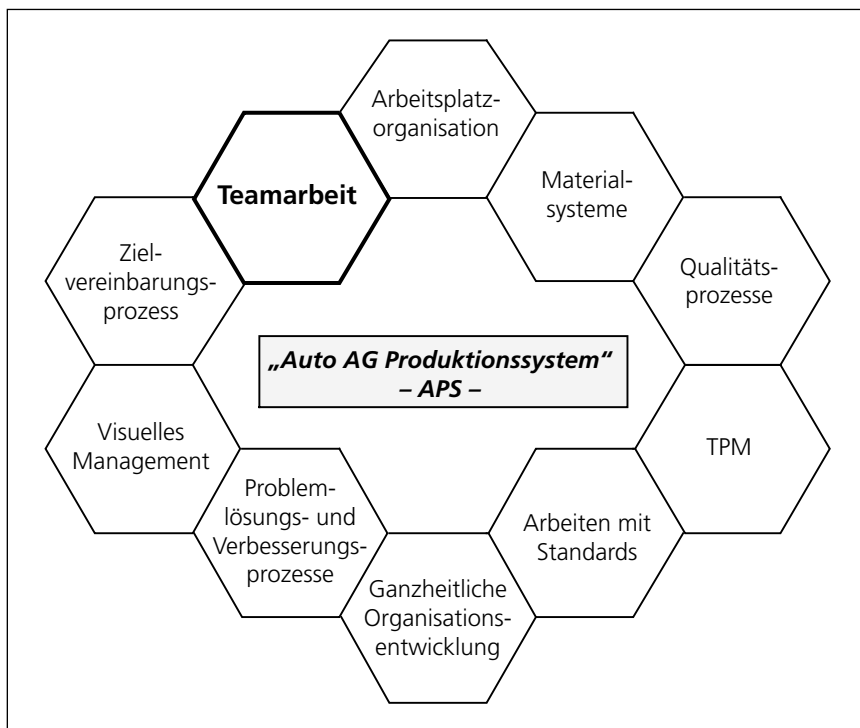 Arbeitsplatz-
organisation
Teamarbeit
Material-
systeme
Ziel-
vereinbarungs-
prozess
Qualitäts-
prozesse
„Auto AG Produktionssystem“
– APS –
Visuelles
Management
TPM
Problem-
lösungs- und
Verbesserungs-
prozesse
Arbeiten mit
Standards
Ganzheitliche
Organisations-
entwicklung